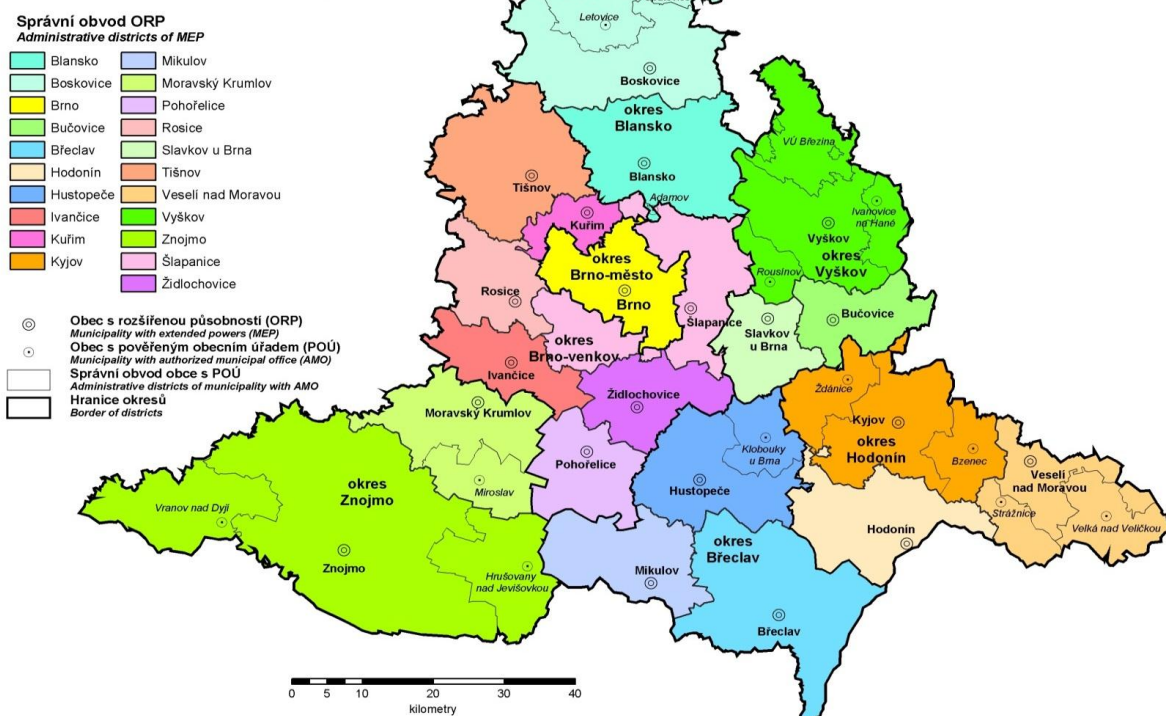 Správní obvod ORP
Administrative districts of MEP
Blansko
Boskovice
Brno
Bučovice
Břeclav
Hodonín
Hustopeče
Ivančice
Kuřim
Kyjov
Mikulov
Moravský Krumlov
Pohořelice
Rosice
Slavkov u Brna
Tišnov
Veselí nad Moravou
Vyškov
Znojmo
Šlapanice
Židlochovice
Obec s rozšířenou působností (ORP)
Municipality with extended powers (MEP)
Obec s pověřeným obecním úřadem (POÚ)
Municipality with authorized municipal office (AMO)
Správní obvod obce s POÚ
Administrative districts of municipality with AMO
Hranice okresů
Border of districts
Letovice
Boskovice
okres
Blansko
Blansko
Adamov
VÚ Březina
Ivanovice
na Hané
Vyškov
okres
Vyškov
Rousínov
Tišnov
Kuřim
okres
Brno-město
Brno
Rosice
Šlapanice
Slavkov
u Brna
Bučovice
okres
Brno-venkov
Ivančice
Židlochovice
Ždánice
Kyjov
okres
Hodonín
Bzenec
Moravský Krumlov
Pohořelice
Klobouky
u Brna
Hustopeče
Veselí
nad Moravou
Strážnice
Velká nad Veličkou
Hodonín
okres
Znojmo
Miroslav
Vranov nad Dyjí
Znojmo
Hrušovany
nad Jevišovkou
Mikulov
okres
Břeclav
Břeclav
0 5 10 20 30 40
kilometry